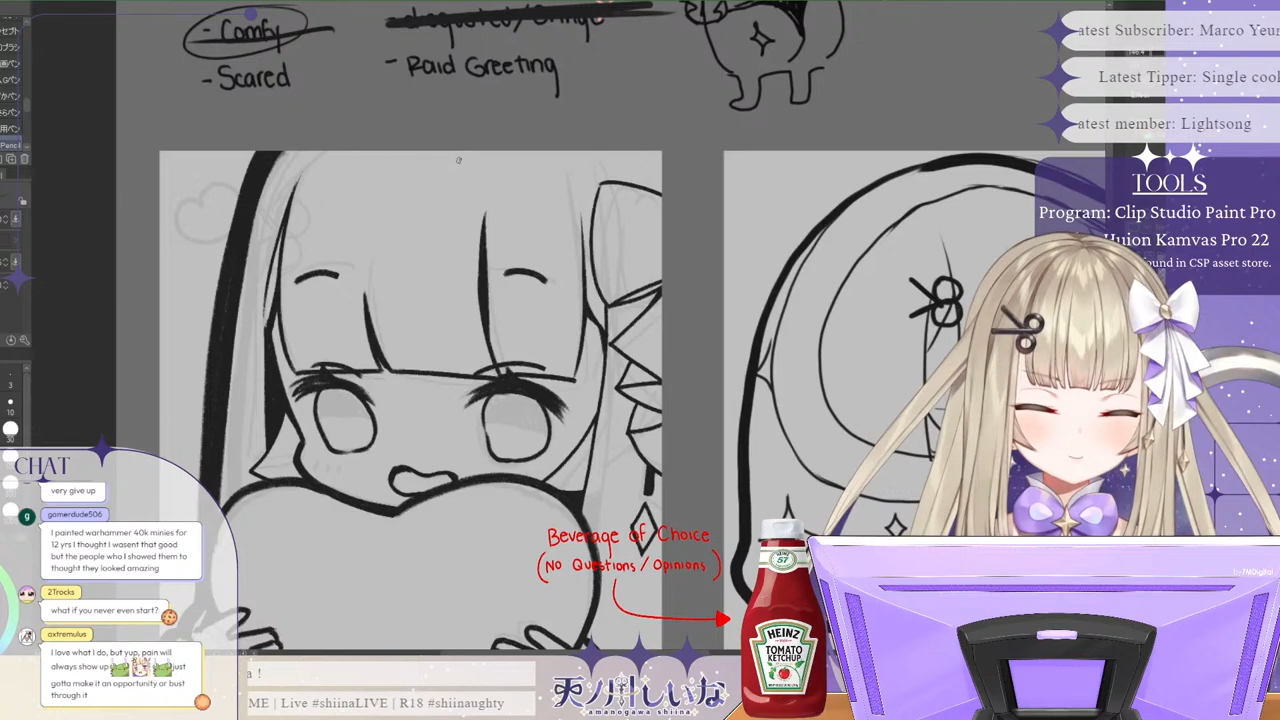 - Comfy
- Scared
- Raid Greeting
atest Subscriber: Marco Yeur
Latest Tipper: Single cook
atest member: Lightsong
TOOLS
Program: Clip Studio Paint Pro
Huion Kamvas Pro 22
ound in CSP asset store.
CHAT
very give up
gamerdude506
I painted warhammer 40k minies for
12 yrs I thought I wasent that good
but the people who I showed them to
thought they looked amazing
2Trocks
what if you never even start?
axtremulus
I love what I do, but yup, pain will
always show up just
gotta make it an opportunity or bust
through it
Beverage of Choice
(No Questions/Opinions)
HEINZ
57
HEINZ
TOMATO
KETCHUP
a !
ME | Live #shiinaLIVE | R18 #shiinaughty
天ノ川しいな
amanogawa shiina
by7MDigital